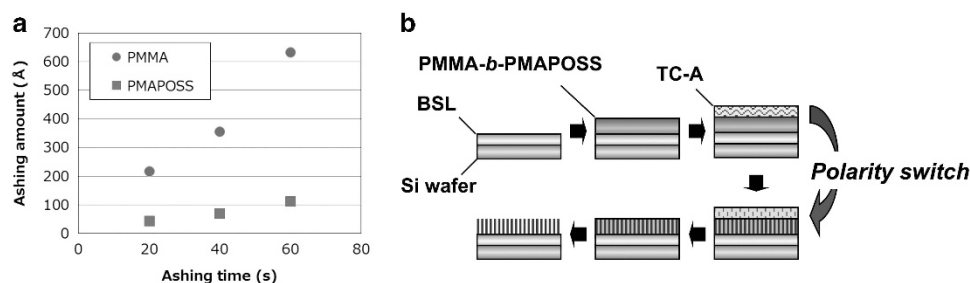 a
Ashing amount (Å)
700
600
500
400
300
200
100
0
PMMA
PMAPOSS
0
20
40
60
80
Ashing time (s)
b
PMMA-b-PMAPOSS
TC-A
BSL
Si wafer
Polarity switch